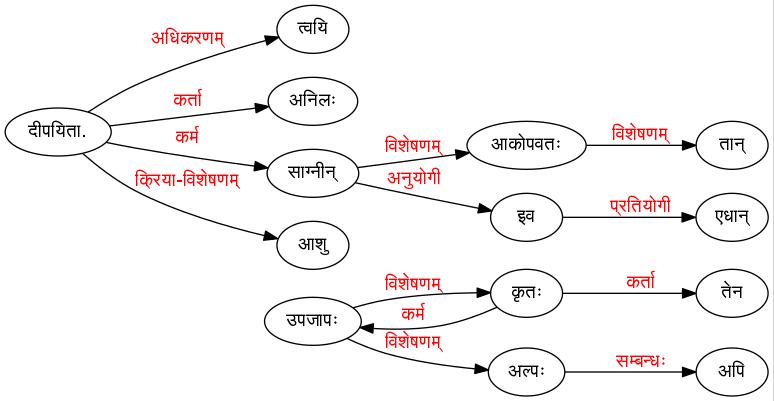 त्वयि
अधिकरणम्
अनिलः
कर्ता
दीपयिता.
कर्म
आकोपवतः
विशेषणम्
तान्
विशेषणम्
साग्नीन्
क्रिया-विशेषणम्
अनुयोगी
इव
प्रतियोगी
एधान्
आशु
विशेषणम्
कृतः
कर्ता
तेन
उपजापः
कर्म
विशेषणम्
अल्पः
सम्बन्धः
अपि